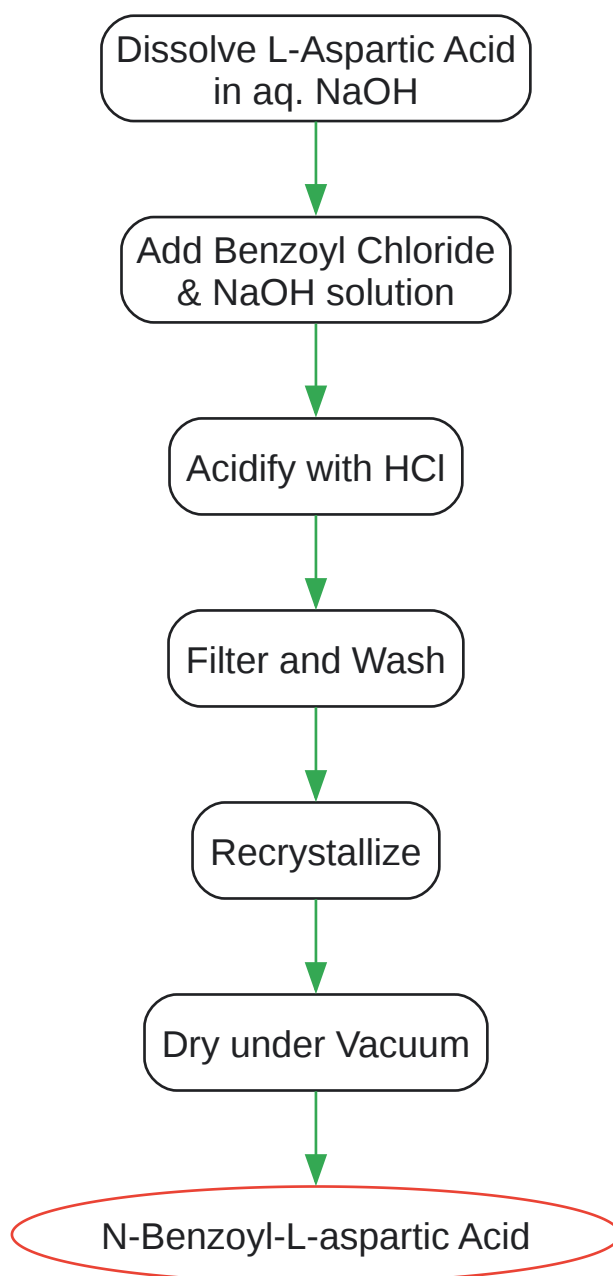 Dissolve L-Aspartic Acid
in aq. NaOH
Add Benzoyl Chloride
& NaOH solution
Acidify with HCl
Filter and Wash
Recrystallize
Dry under Vacuum
N-Benzoyl-L-aspartic Acid